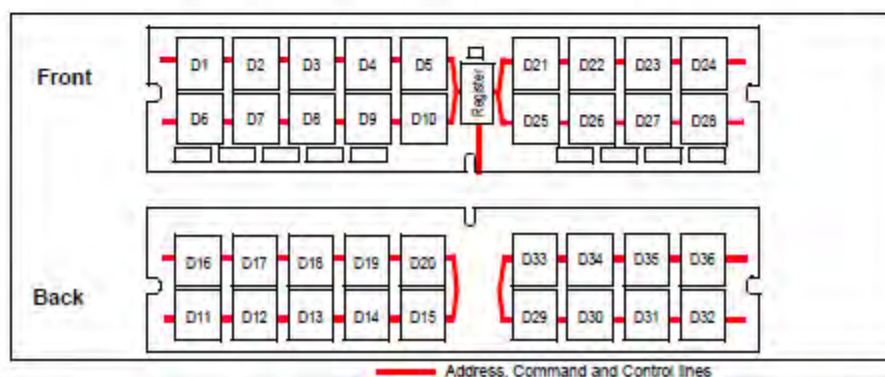 Front
D1 D2 D3 D4 D5 D21 D22 D23 D24
Register
D6 D7 D8 D9 D10 D25 D26 D27 D28
Back
D16 D17 D18 D19 D20 D33 D34 D35 D36
D11 D12 D13 D14 D15 D29 D30 D31 D32
Address, Command and Control lines